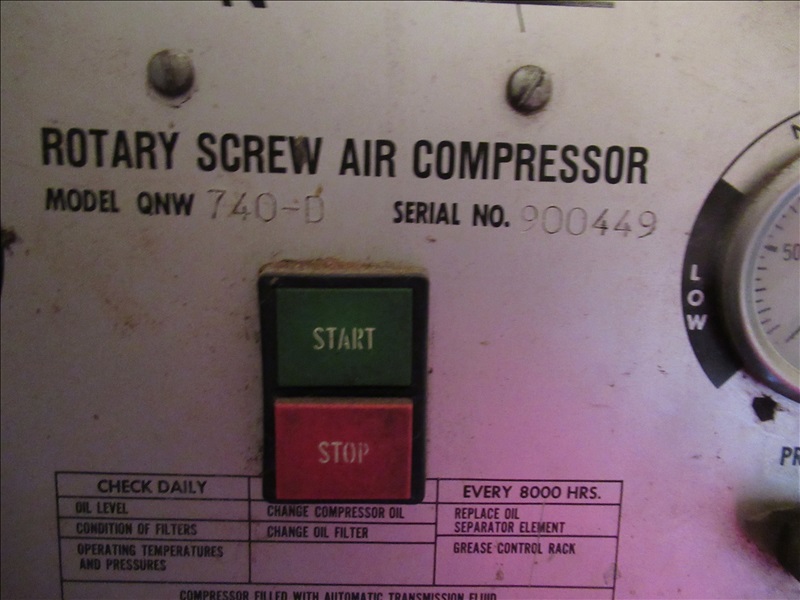 ROTARY SCREW AIR COMPRESSOR
MODEL QNW 740-D SERIAL NO. 900449
LOW
50
START
STOP
CHECK DAILY
EVERY 8000 HRS.
OIL LEVEL
CHANGE COMPRESSOR OIL
REPLACE OIL
SEPARATOR ELEMENT
CONDITION OF FILTERS
CHANGE OIL FILTER
OPERATING TEMPERATURES
AND PRESSURES
GREASE CONTROL RACK
COMPRESSOR FILLED WITH AUTOMATIC TRANSMISSION FLUID